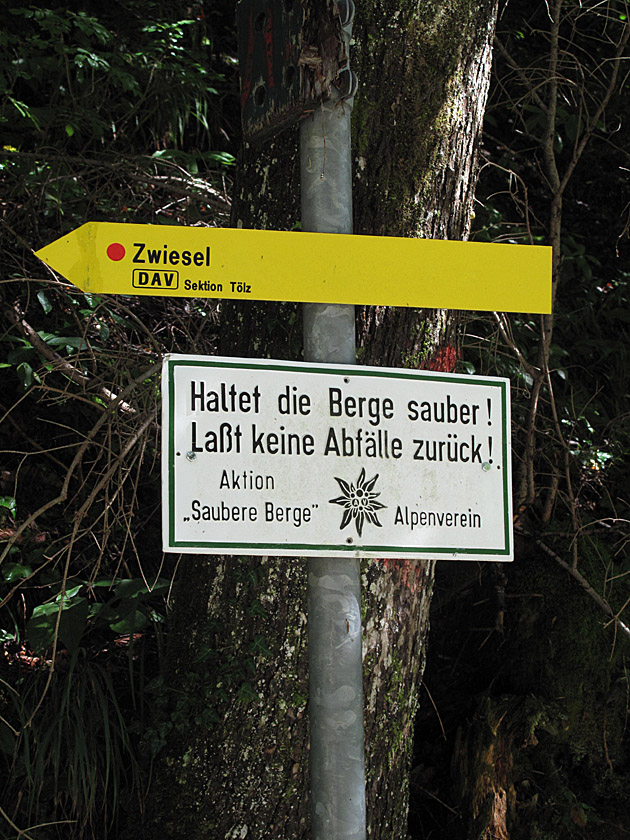 Zwiesel
DAV Sektion Tölz
Haltet die Berge sauber!
Laßt keine Abfälle zurück!
Aktion
„Saubere Berge" Alpenverein